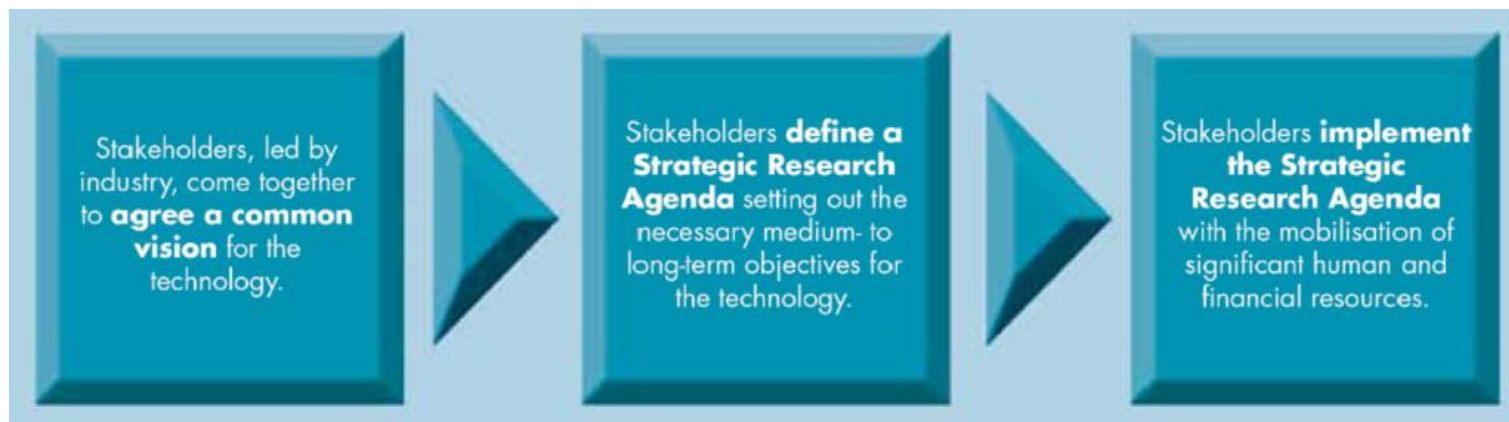 Stakeholders, led by
industry, come together
to agree a common
vision for the
technology.
Stakeholders define a
Strategic Research
Agenda setting out the
necessary medium- to
long-term objectives for
the technology.
Stakeholders implement
the Strategic
Research Agenda
with the mobilisation of
significant human and
financial resources.